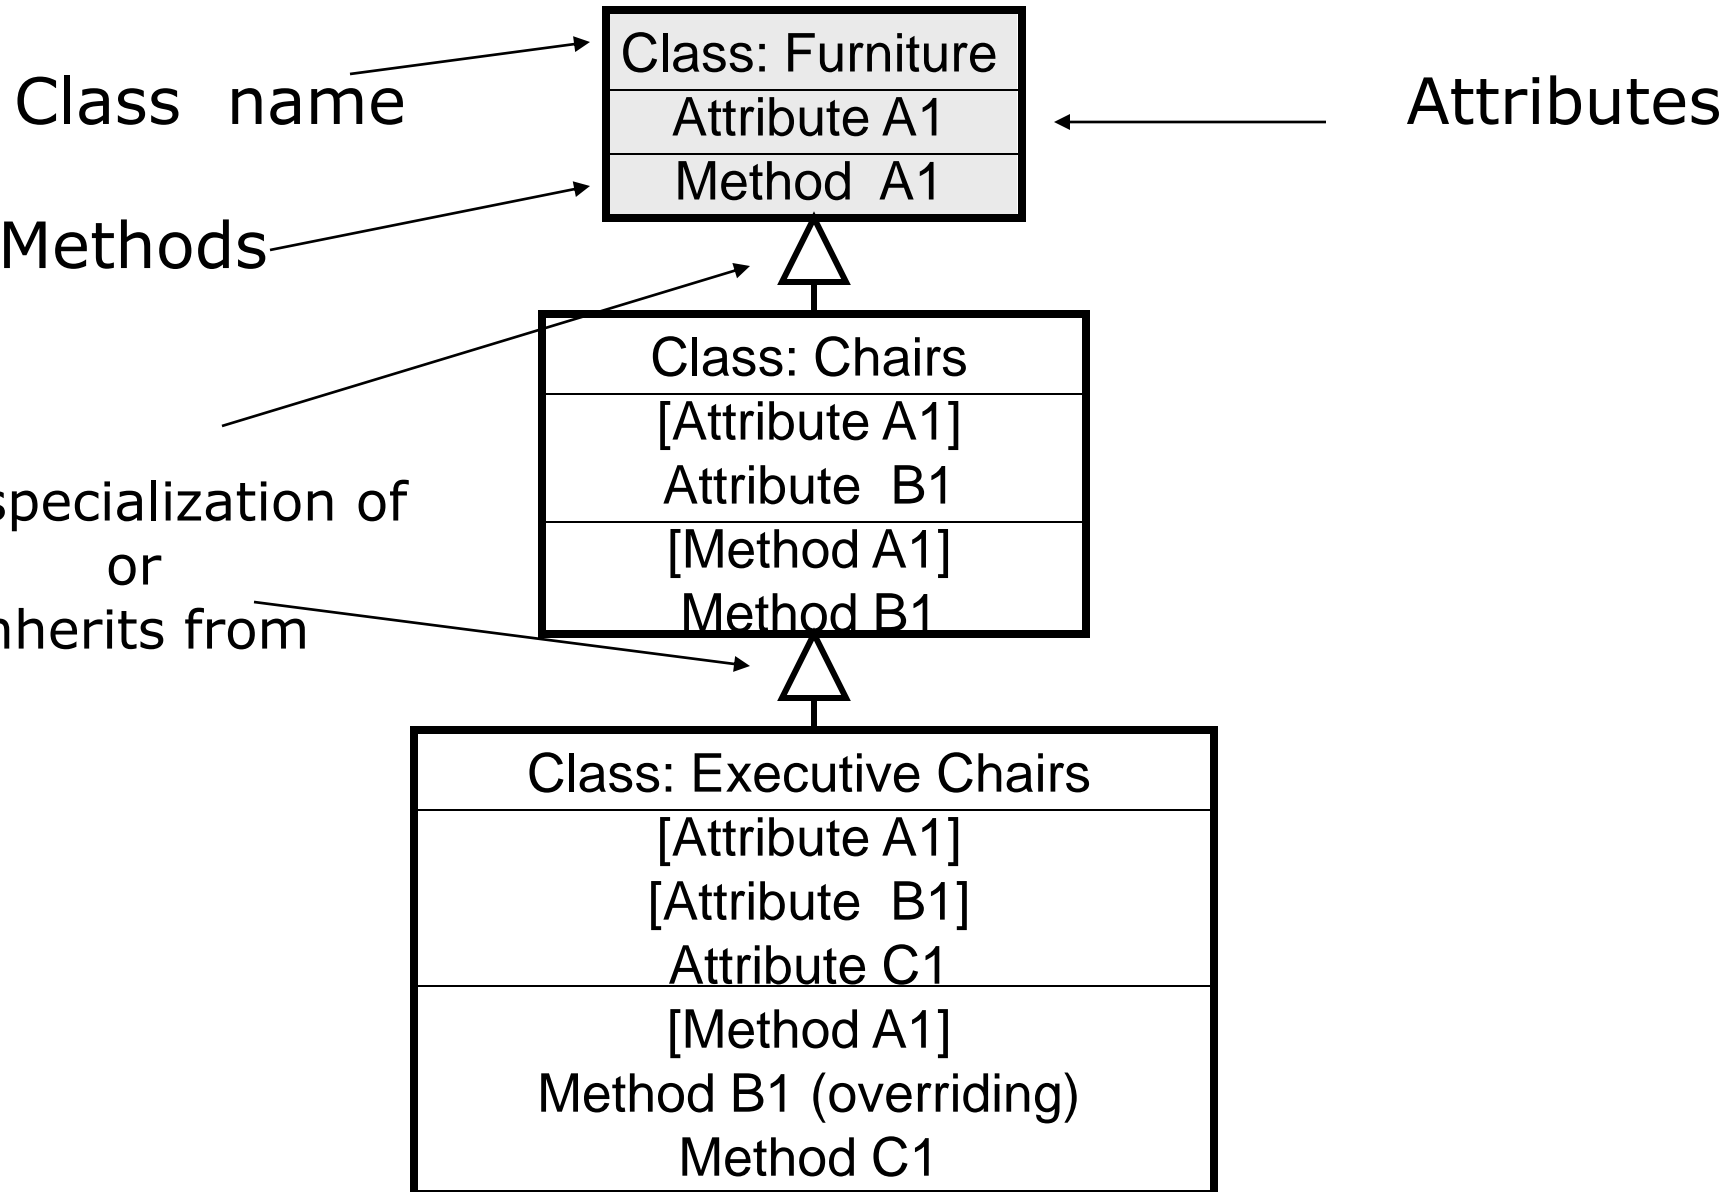 Class: Furniture
Attribute A1
Method A1
Class name
Attributes
Methods
Class: Chairs
[Attribute A1]
Attribute B1
[Method A1]
Method B1
specialization of
or
nherits from
Class: Executive Chairs
[Attribute A1]
[Attribute B1]
Attribute C1
[Method A1]
Method B1 (overriding)
Method C1